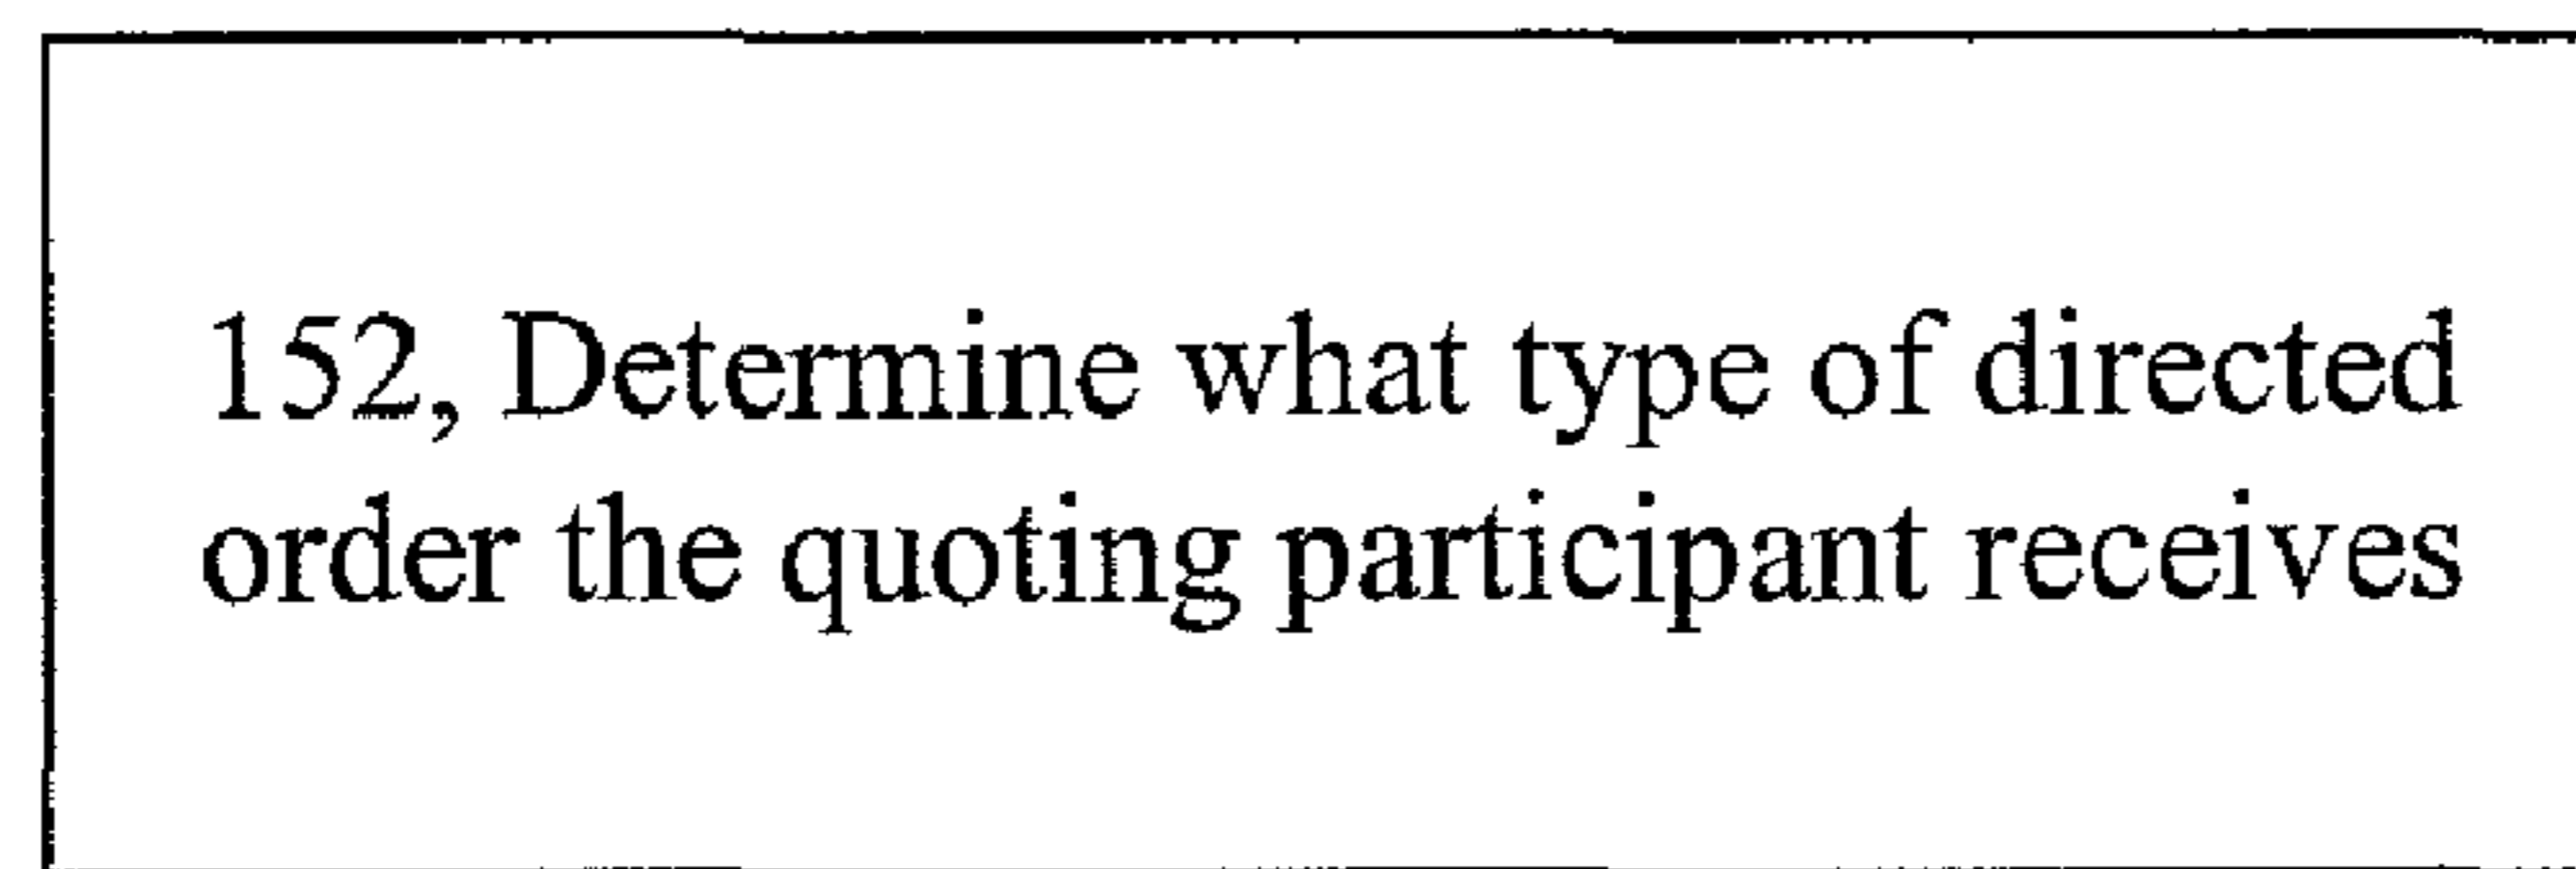 152, Determine what type of directed
order the quoting participant receives